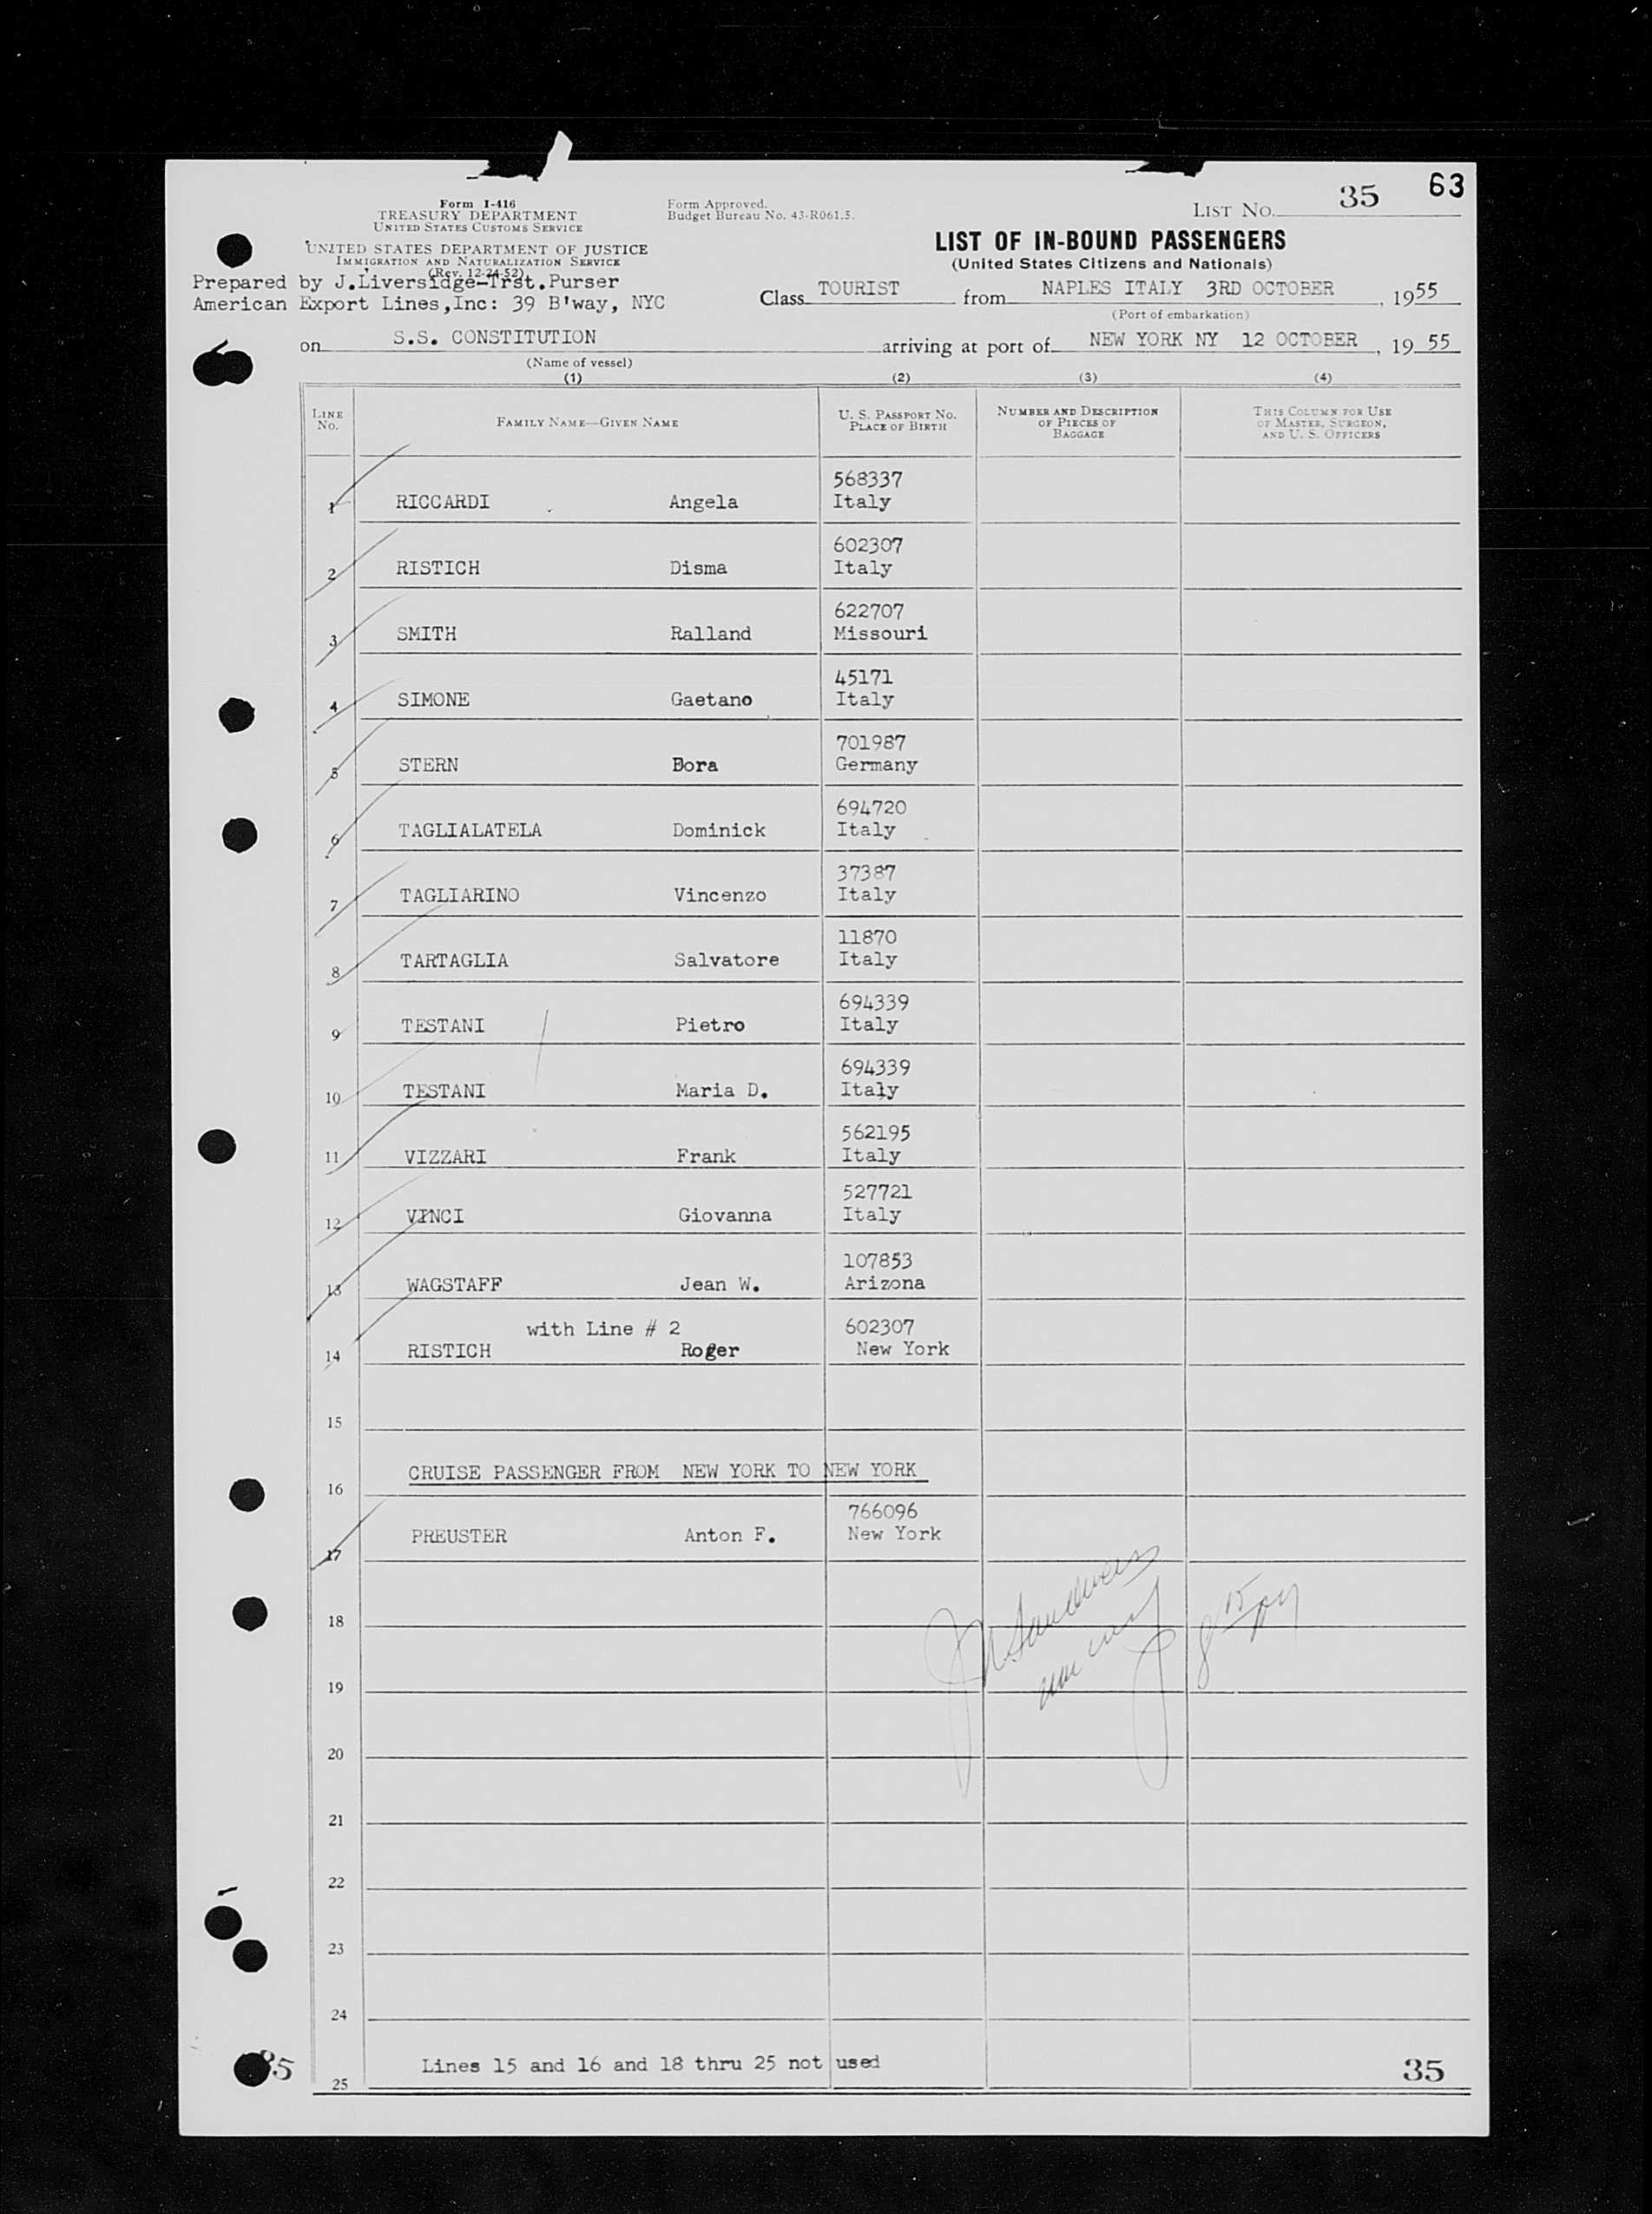 63
Form I-416
TREASURY DEPARTMENT
UNITED STATES CUSTOMS SERVICE
UNITED STATES DEPARTMENT OF JUSTICE
IMMIGRATION AND NATURALIZATION SERVICE
(Rev. 12-24-52)
Form Approved.
Budget Bureau No. 43-R061.5.
LIST NO. 35
LIST OF IN-BOUND PASSENGERS
(United States Citizens and Nationals)
Prepared by J.Liversidge-Trst.Purser
American Export Lines,Inc: 39 B'way, NYC
Class TOURIST from NAPLES ITALY 3RD OCTOBER, 1955
(Port of embarkation)
on S.S. CONSTITUTION arriving at port of NEW YORK NY 12 OCTOBER, 1955
(Name of vessel)
(1) (2) (3) (4)
LINE NO. FAMILY NAME—GIVEN NAME U. S. PASSPORT NO. PLACE OF BIRTH NUMBER AND DESCRIPTION OF PIECES OF BAGGAGE THIS COLUMN FOR USE OF MASTER, SURGEON, AND U. S. OFFICERS
568337
1 RICCARDI Angela Italy
602307
2 RISTICH Disma Italy
622707
3 SMITH Ralland Missouri
45171
4 SIMONE Gaetano Italy
701987
5 STERN Dora Germany
694720
6 TAGLIALATELA Dominick Italy
37387
7 TAGLIARINO Vincenzo Italy
11870
8 TARTAGLIA Salvatore Italy
694339
9 TESTANI Pietro Italy
694339
10 TESTANI Maria D. Italy
562195
11 VIZZARI Frank Italy
527721
12 VINCI Giovanna Italy
107853
13 WAGSTAFF Jean W. Arizona
with Line # 2 602307
14 RISTICH Roger New York
15
CRUISE PASSENGER FROM NEW YORK TO NEW YORK
16
766096
PREUSTER Anton F. New York
17
18
19
20
21
22
23
24
Lines 15 and 16 and 18 thru 25 not used
25
35
35